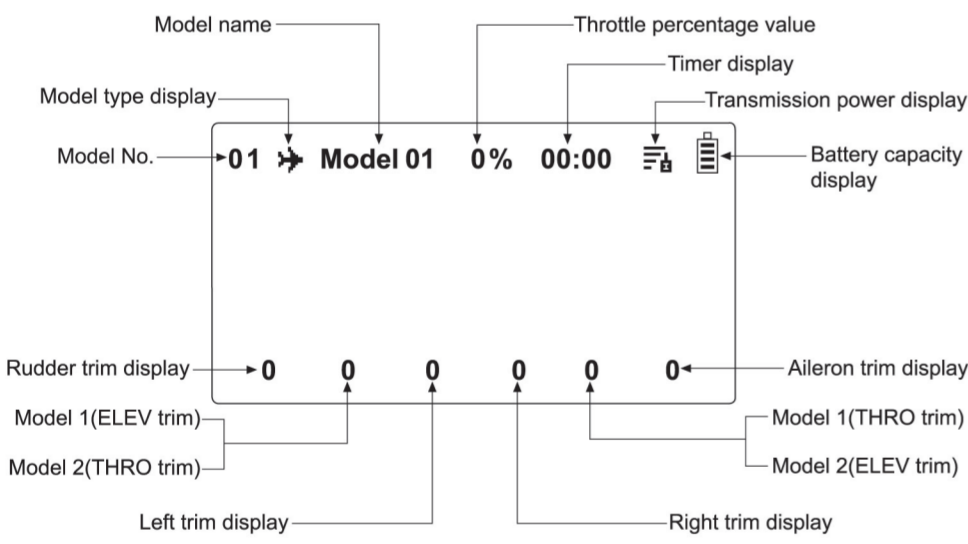 Model name
Throttle percentage value
Timer display
Model type display
Transmission power display
Model No.
01 Model 01 0% 00:00
Battery capacity
display
Rudder trim display
0 0 0 0 0 0
Aileron trim display
Model 1(ELEV trim)
Model 1(THRO trim)
Model 2(THRO trim)
Model 2(ELEV trim)
Left trim display
Right trim display